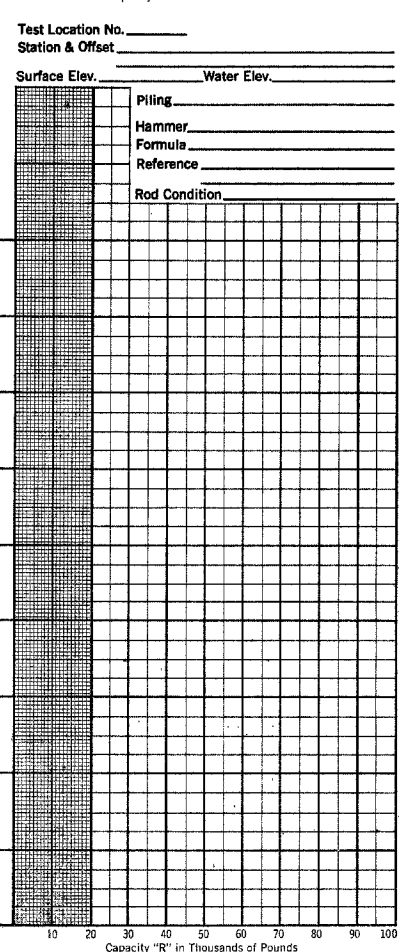 Test Location No.
Station & Offset
Surface Elev. Water Elev.
Piling
Hammer
Formula
Reference
Rod Condition
10 20 30 40 50 60 70 80 90 100
Capacity "R" in Thousands of Pounds